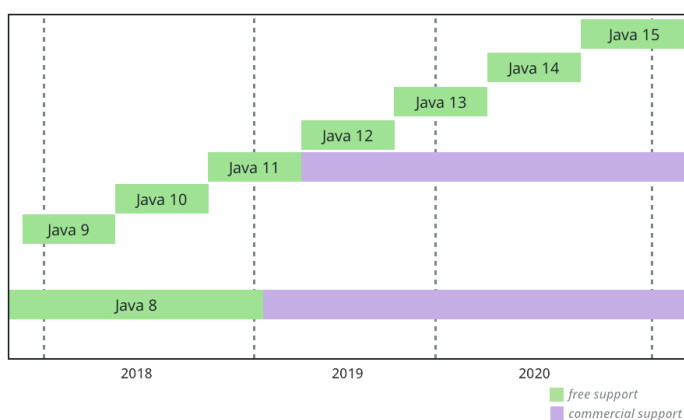 Java 15
Java 14
Java 13
Java 12
Java 11
Java 10
Java 9
Java 8
2018 2019 2020
free support
commercial support